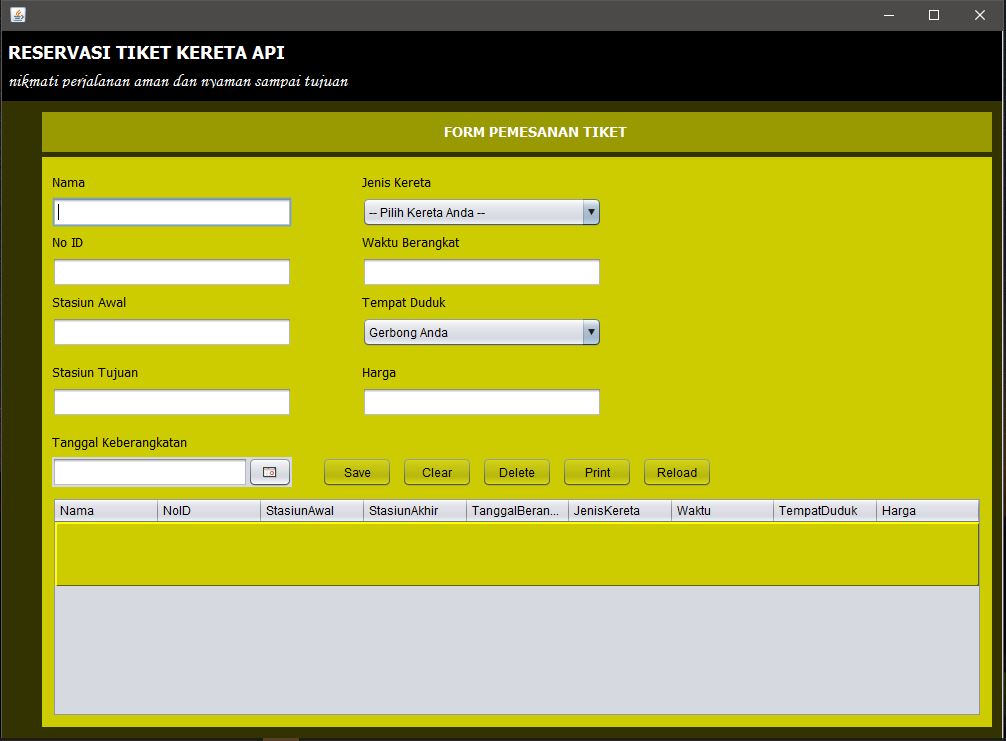 RESERVASI TIKET KERETA API
nikmati perjalanan aman dan nyaman sampai tujuan
FORM PEMESANAN TIKET
Nama
Jenis Kereta
-- Pilih Kereta Anda --
No ID
Waktu Berangkat
Stasiun Awal
Tempat Duduk
Gerbong Anda
Stasiun Tujuan
Harga
Tanggal Keberangkatan
Save Clear Delete Print Reload
Nama NoID StasiunAwal StasiunAkhir TanggalBeran... JenisKereta Waktu TempatDuduk Harga